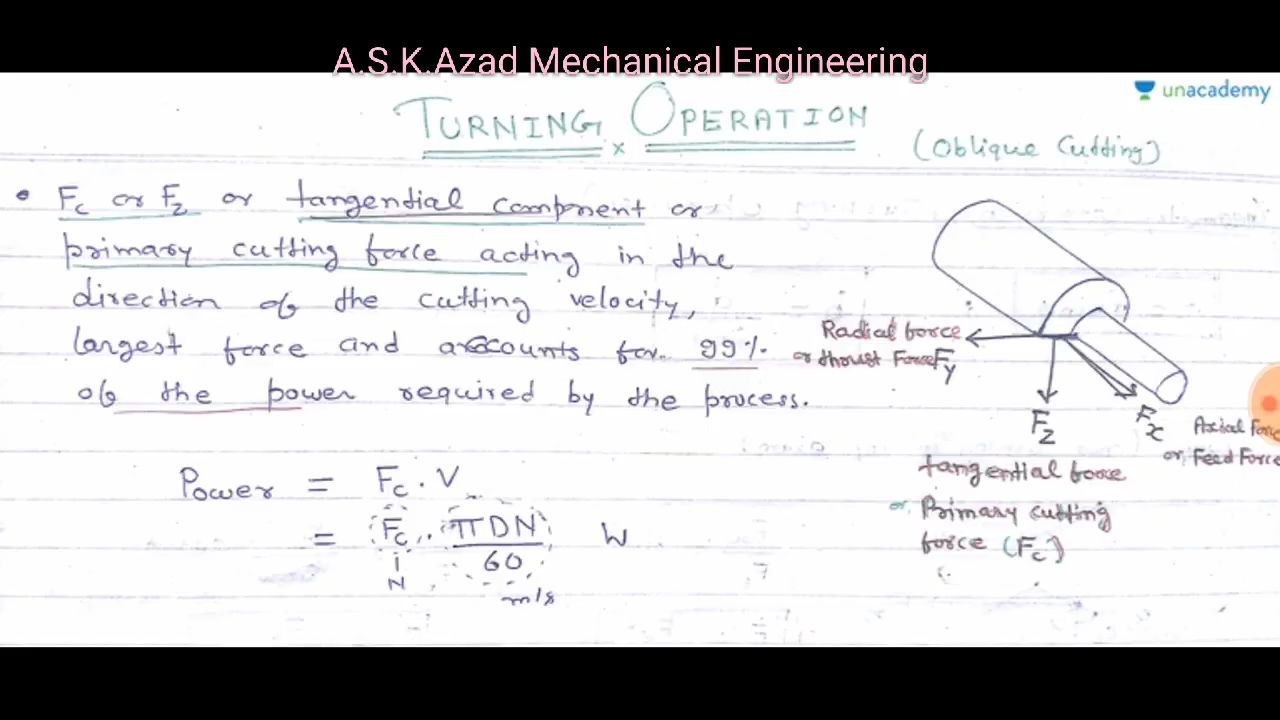 A.S.K.Azad Mechanical Engineering
unacademy
TURNING OPERATION
(Oblique Cutting)
• Fc or Fz or tangential component or
primary cutting force acting in the
direction of the cutting velocity,
largest force and accounts for 99%
of the power required by the process.
Power = Fc . V
= Fc . πDN / 60 W
N
m/s
Radial force
or thrust Force Fy
Fz
Fx
Axial Force
or Feed Force
tangential force
or Primary cutting
force (Fc)